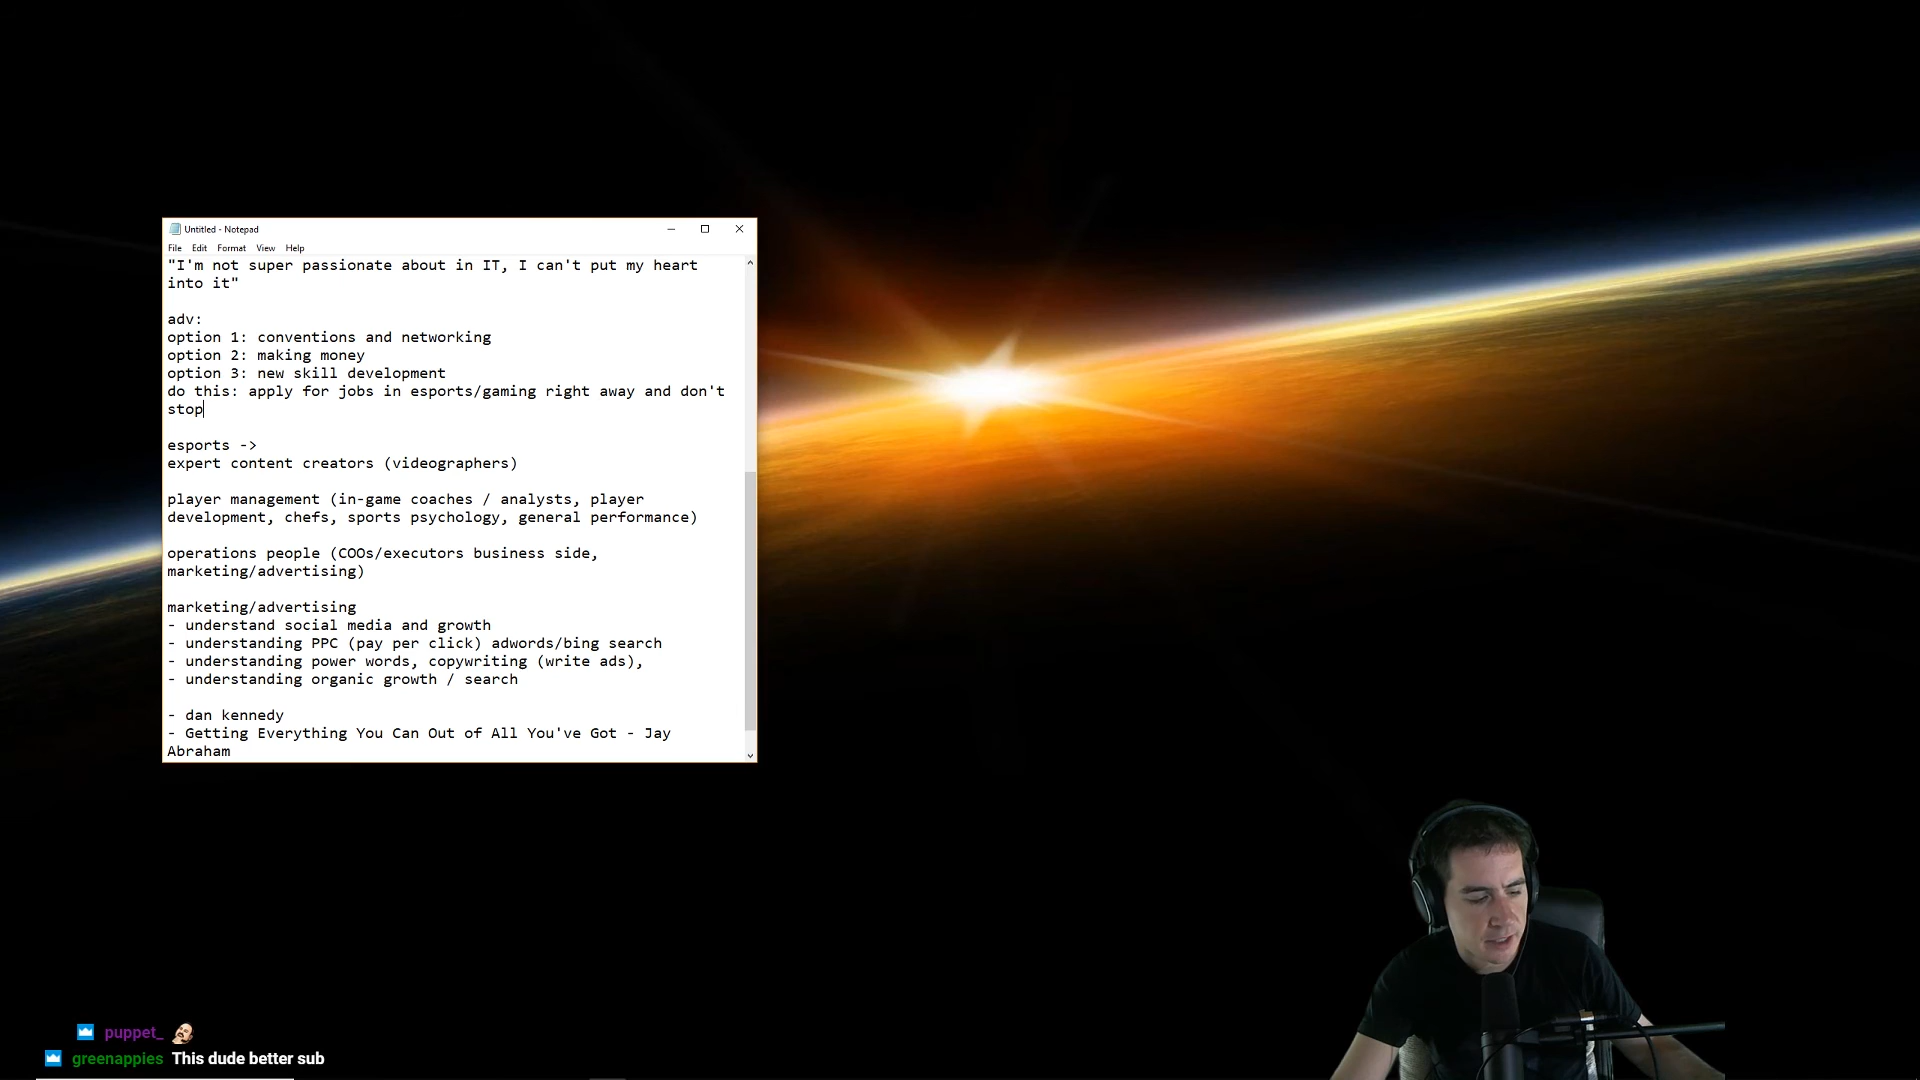 Untitled - Notepad
File Edit Format View Help
"I'm not super passionate about in IT, I can't put my heart
into it"
adv:
option 1: conventions and networking
option 2: making money
option 3: new skill development
do this: apply for jobs in esports/gaming right away and don't
stop
esports ->
expert content creators (videographers)
player management (in-game coaches / analysts, player
development, chefs, sports psychology, general performance)
operations people (COOs/executors business side,
marketing/advertising)
marketing/advertising
- understand social media and growth
- understanding PPC (pay per click) adwords/bing search
- understanding power words, copywriting (write ads),
- understanding organic growth / search
- dan kennedy
- Getting Everything You Can Out of All You've Got - Jay
Abraham
puppet_
greenappies This dude better sub